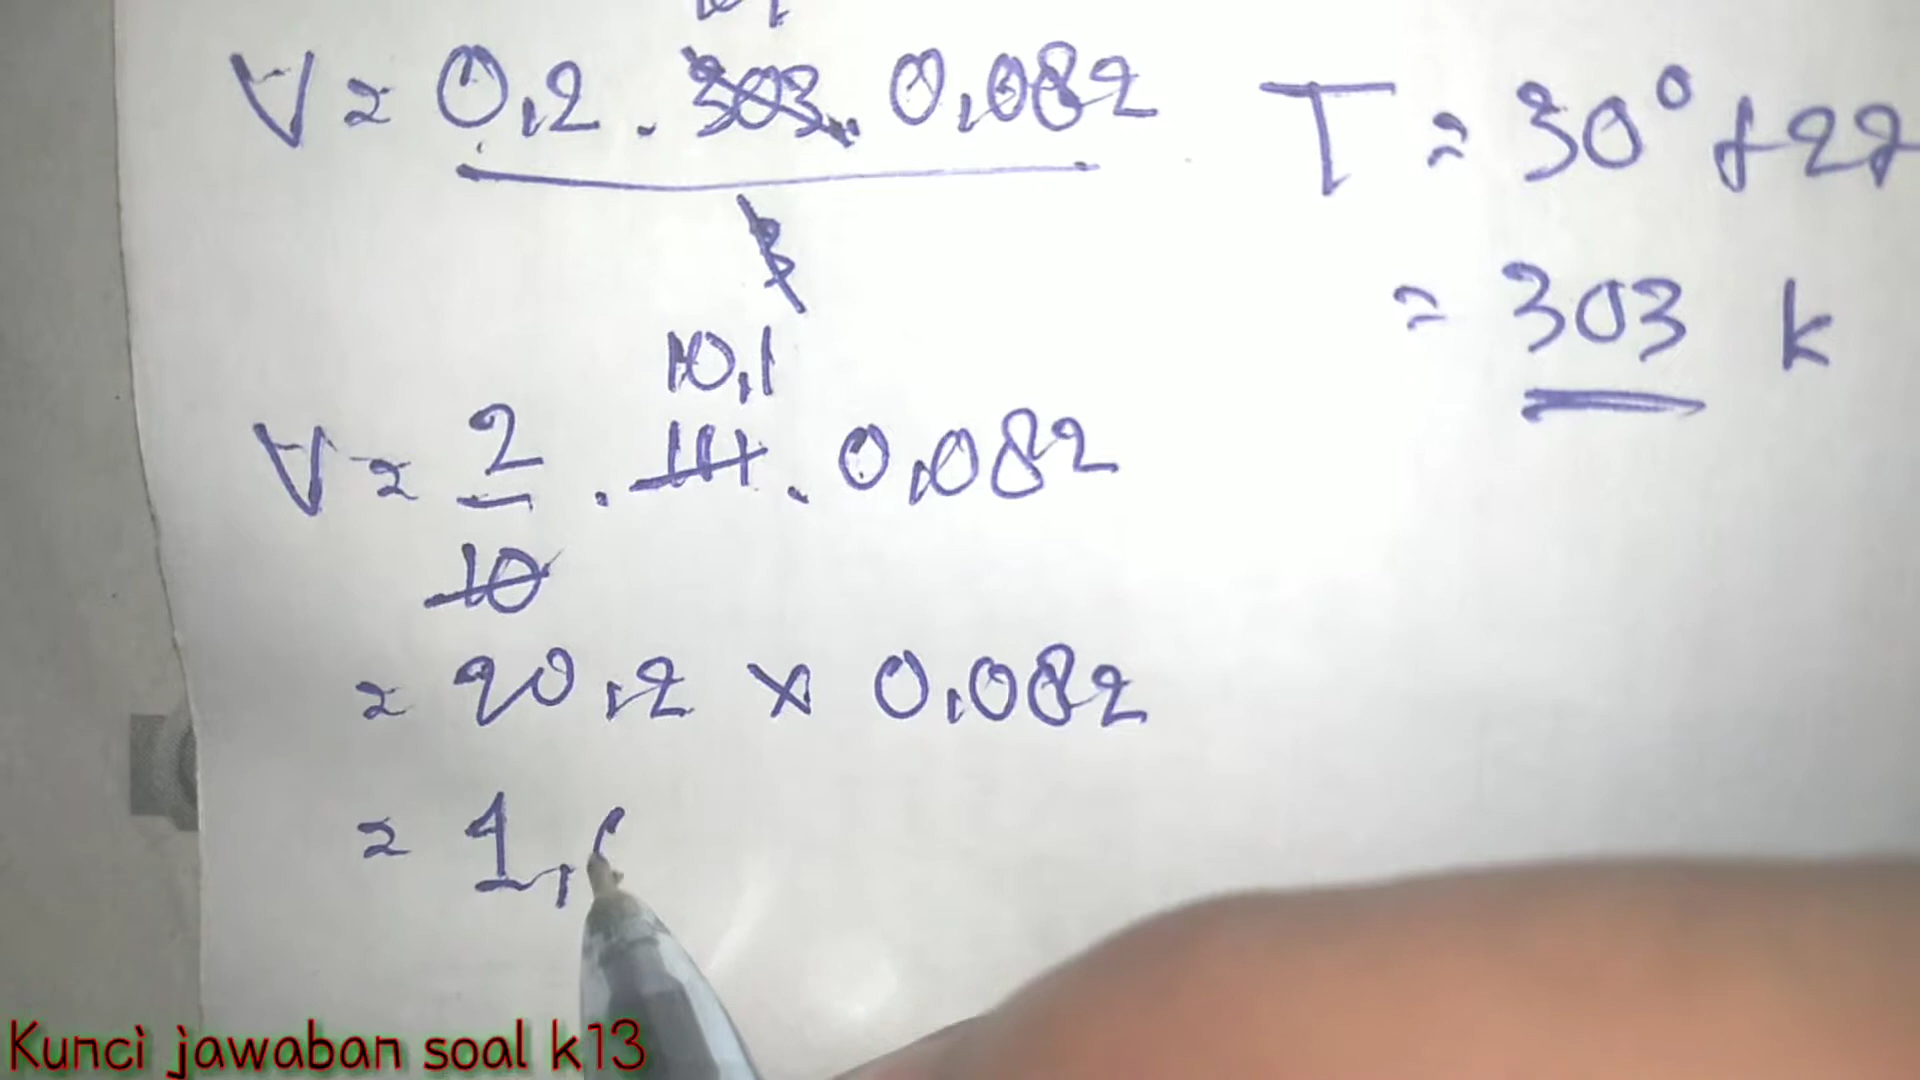 V = 0,2 . 303 . 0,082
3
T = 30° + 27
= 303 k
10,1
V = 2 . 101 . 0,082
10
= 20,2 x 0,082
= 1,
Kunci jawaban soal k13